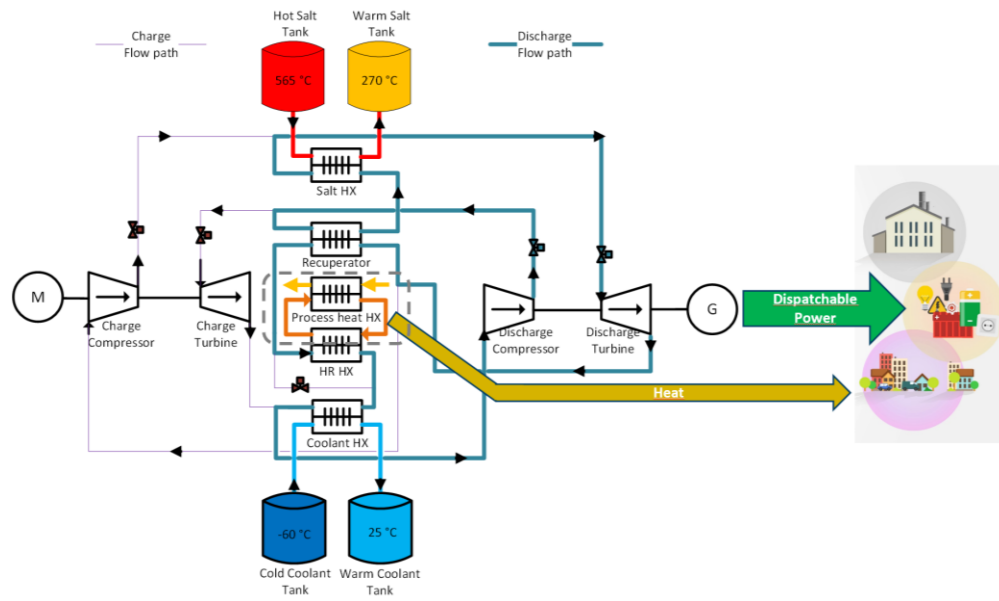 Hot Salt
Tank
Warm Salt
Tank
Charge
Flow path
Discharge
Flow path
565 °C
270 °C
Salt HX
Recuperator
Process heat HX
HR HX
Coolant HX
M
Charge
Compressor
Charge
Turbine
Discharge
Compressor
Discharge
Turbine
G
Dispatchable
Power
Heat
-60 °C
25 °C
Cold Coolant
Tank
Warm Coolant
Tank